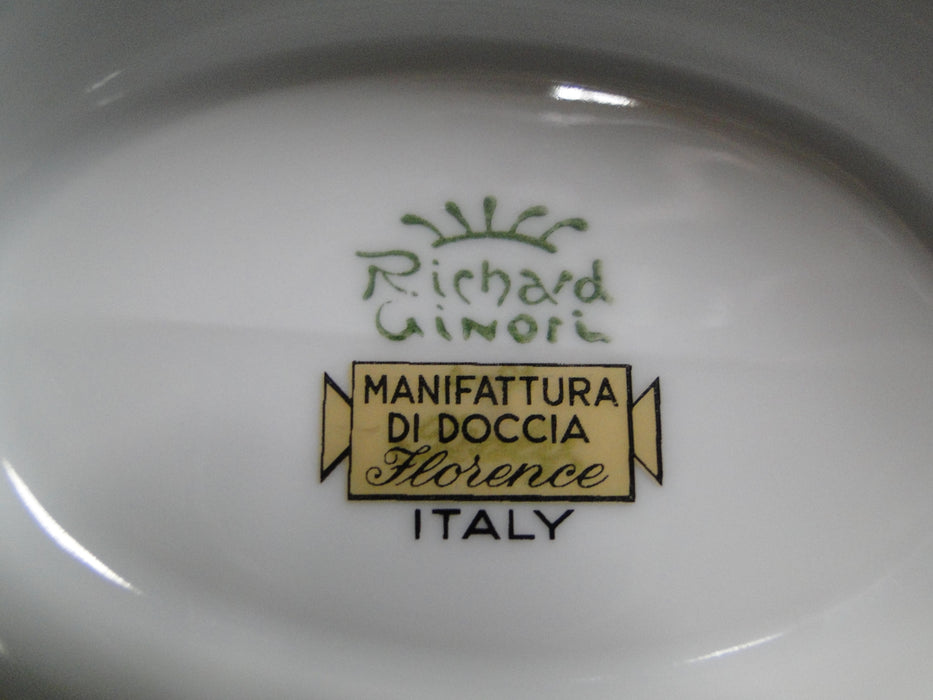 Richard
Ginori
MANIFATTURA
DI DOCCIA
Florence
ITALY